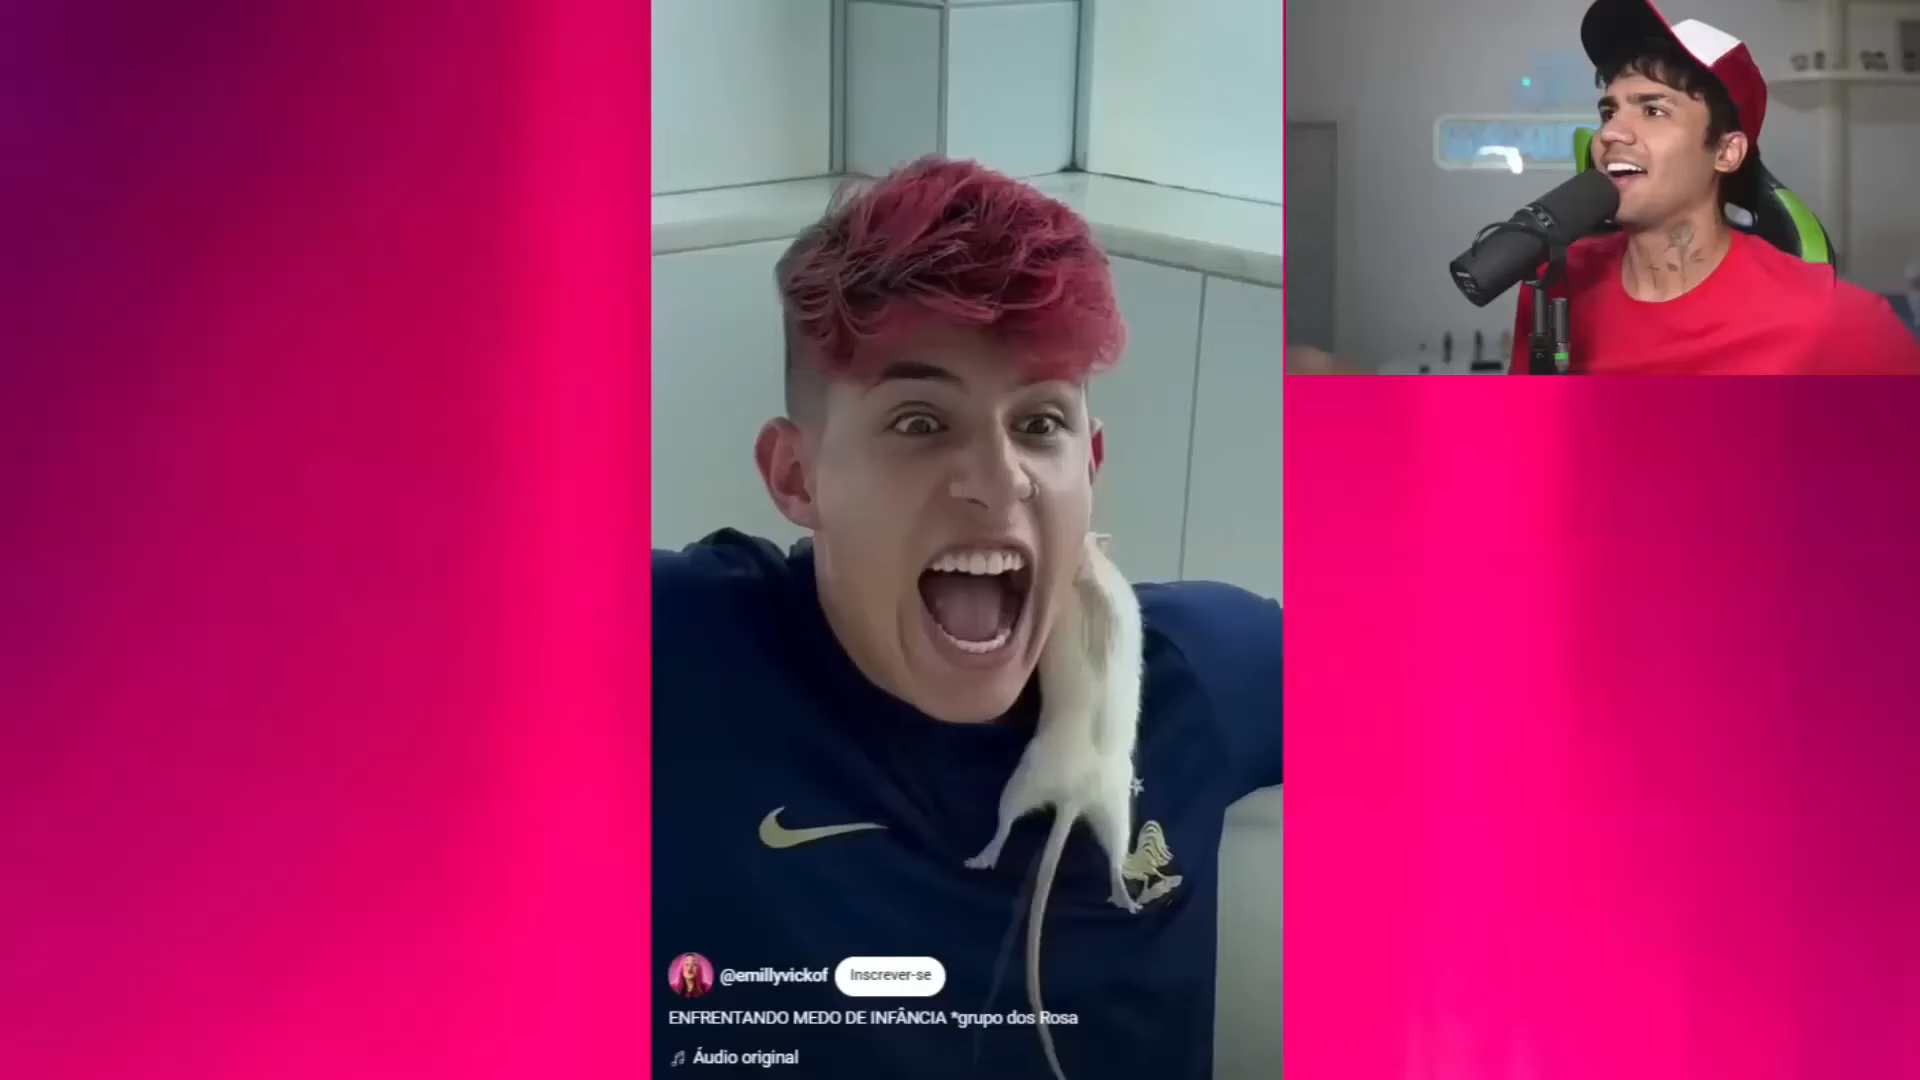 @emillyvickof Inscrever-se
ENFRENTANDO MEDO DE INFÂNCIA *grupo dos Rosa
Áudio original